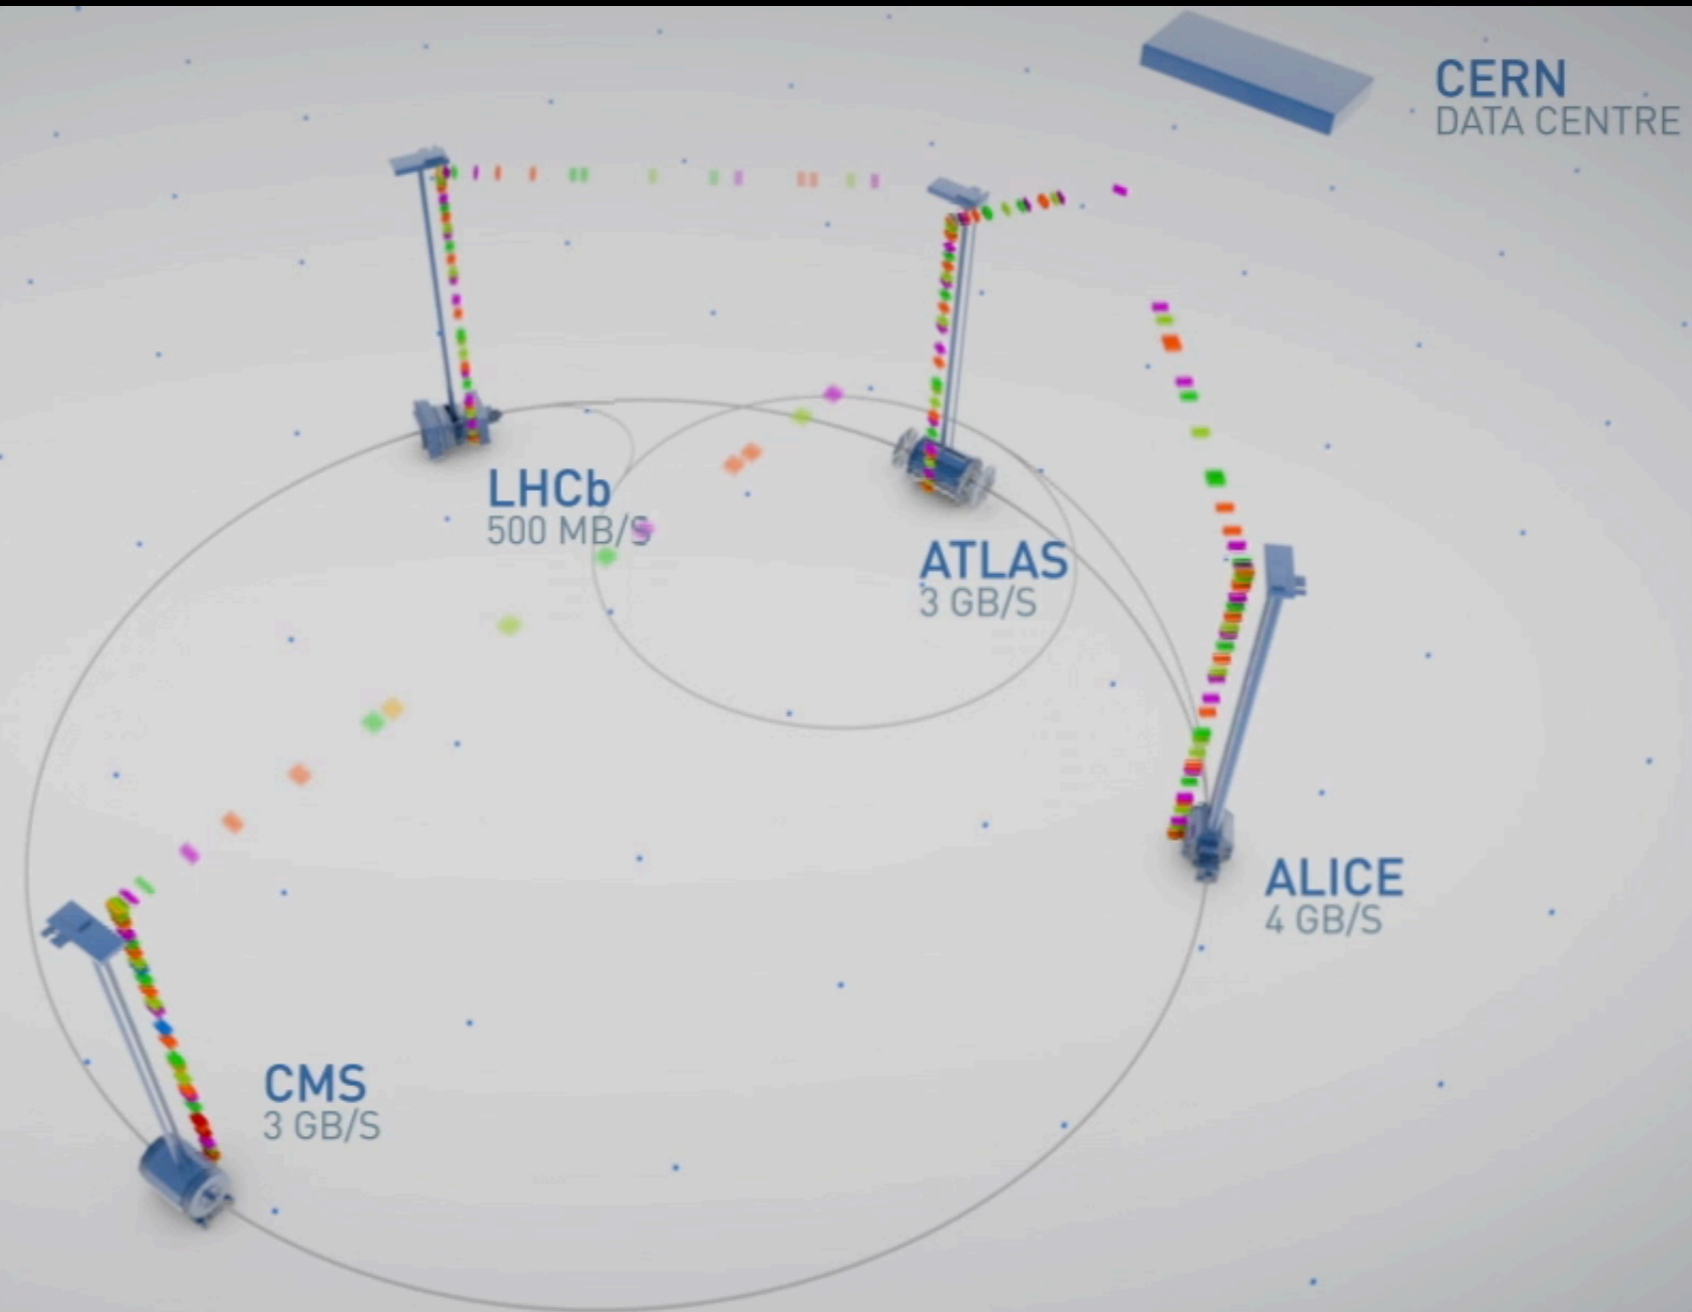 CERN
DATA CENTRE
LHCb
500 MB/S
ATLAS
3 GB/S
ALICE
4 GB/S
CMS
3 GB/S